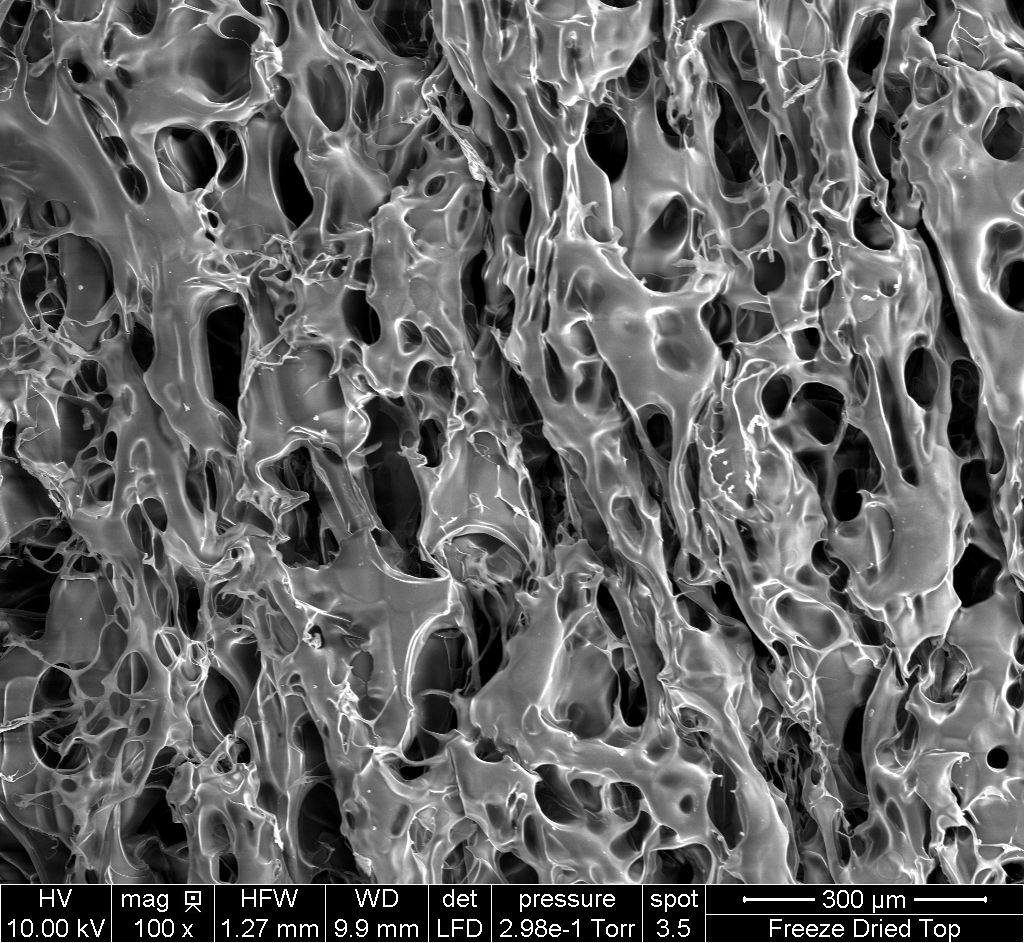 HV mag HFW WD det pressure spot 300 µm
10.00 kV 100 x 1.27 mm 9.9 mm LFD 2.98e-1 Torr 3.5 Freeze Dried Top